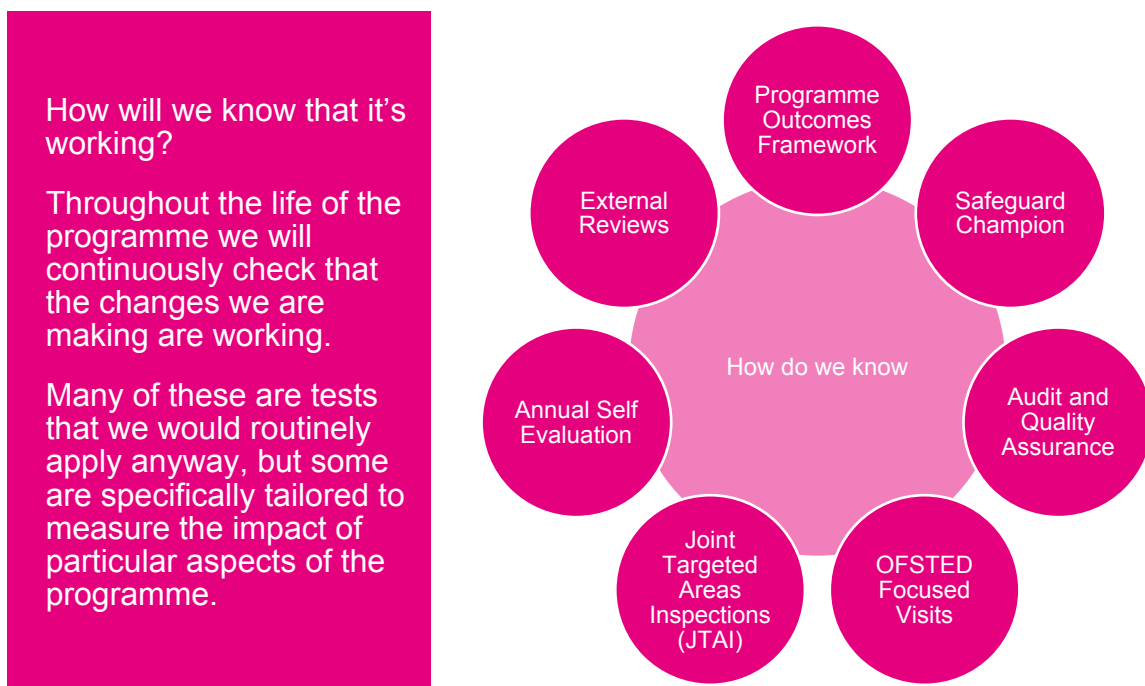 How will we know that it's
working?
Throughout the life of the
programme we will
continuously check that
the changes we are
making are working.
Many of these are tests
that we would routinely
apply anyway, but some
are specifically tailored to
measure the impact of
particular aspects of the
programme.
Programme
Outcomes
Framework
Safeguard
Champion
Audit and
Quality
Assurance
OFSTED
Focused
Visits
Joint
Targeted
Areas
Inspections
(JTAI)
Annual Self
Evaluation
External
Reviews
How do we know